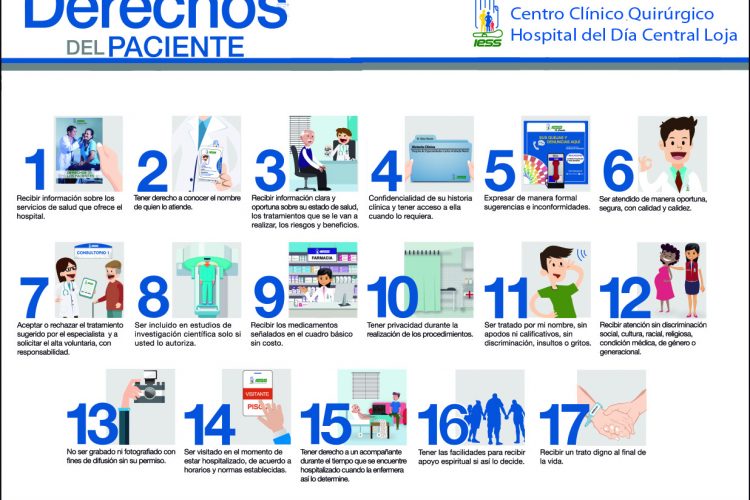 Derechos
DEL PACIENTE
iess
Centro Clínico Quirúrgico
Hospital del Día Central Loja
1
Recibir información sobre los
servicios de salud que ofrece el
hospital.
2
Tener derecho a conocer el nombre
de quien lo atiende.
3
Recibir información clara y
oportuna sobre su estado de salud,
los tratamientos que se le van a
realizar, los riesgos y beneficios.
4
Historia Clínica
Confidencialidad de su historia
clínica y tener acceso a ella
cuando lo requiera.
5
SUS QUEJAS Y
DENUNCIAS AQUÍ
Expresar de manera formal
sugerencias e inconformidades.
6
Ser atendido de manera oportuna,
segura, con calidad y calidez.
7
CONSULTORIO 1
Aceptar o rechazar el tratamiento
sugerido por el especialista y a
solicitar el alta voluntaria, con
responsabilidad.
8
Ser incluido en estudios de
investigación científica solo si
usted lo autoriza.
9
FARMACIA
Recibir los medicamentos
señalados en el cuadro básico
sin costo.
10
Tener privacidad durante la
realización de los procedimientos.
11
Ser tratado por mi nombre, sin
apodos ni calificativos, sin
discriminación, insultos o gritos.
12
Recibir atención sin discriminación
social, cultura, racial, religiosa,
condición médica, de género o
generacional.
13
No ser grabado ni fotografiado con
fines de difusión sin su permiso.
14
VISITANTE
PISO
Ser visitado en el momento de
estar hospitalizado, de acuerdo a
horarios y normas establecidas.
15
Tener derecho a un acompañante
durante el tiempo que se encuentre
hospitalizado cuando la enfermera
así lo determine.
16
Tener las facilidades para recibir
apoyo espiritual si así lo decide.
17
Recibir un trato digno al final de
la vida.